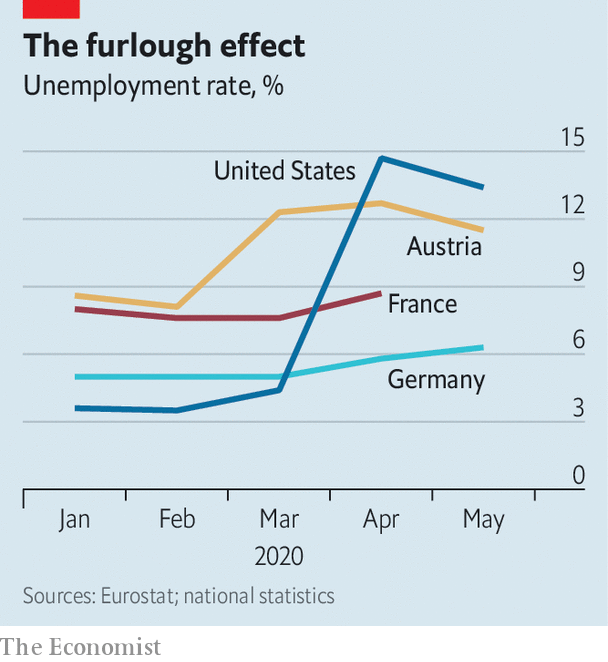 The furlough effect
Unemployment rate, %
15
United States
12
Austria
9
France
6
Germany
3
0
Jan Feb Mar Apr May
2020
Sources: Eurostat; national statistics
The Economist